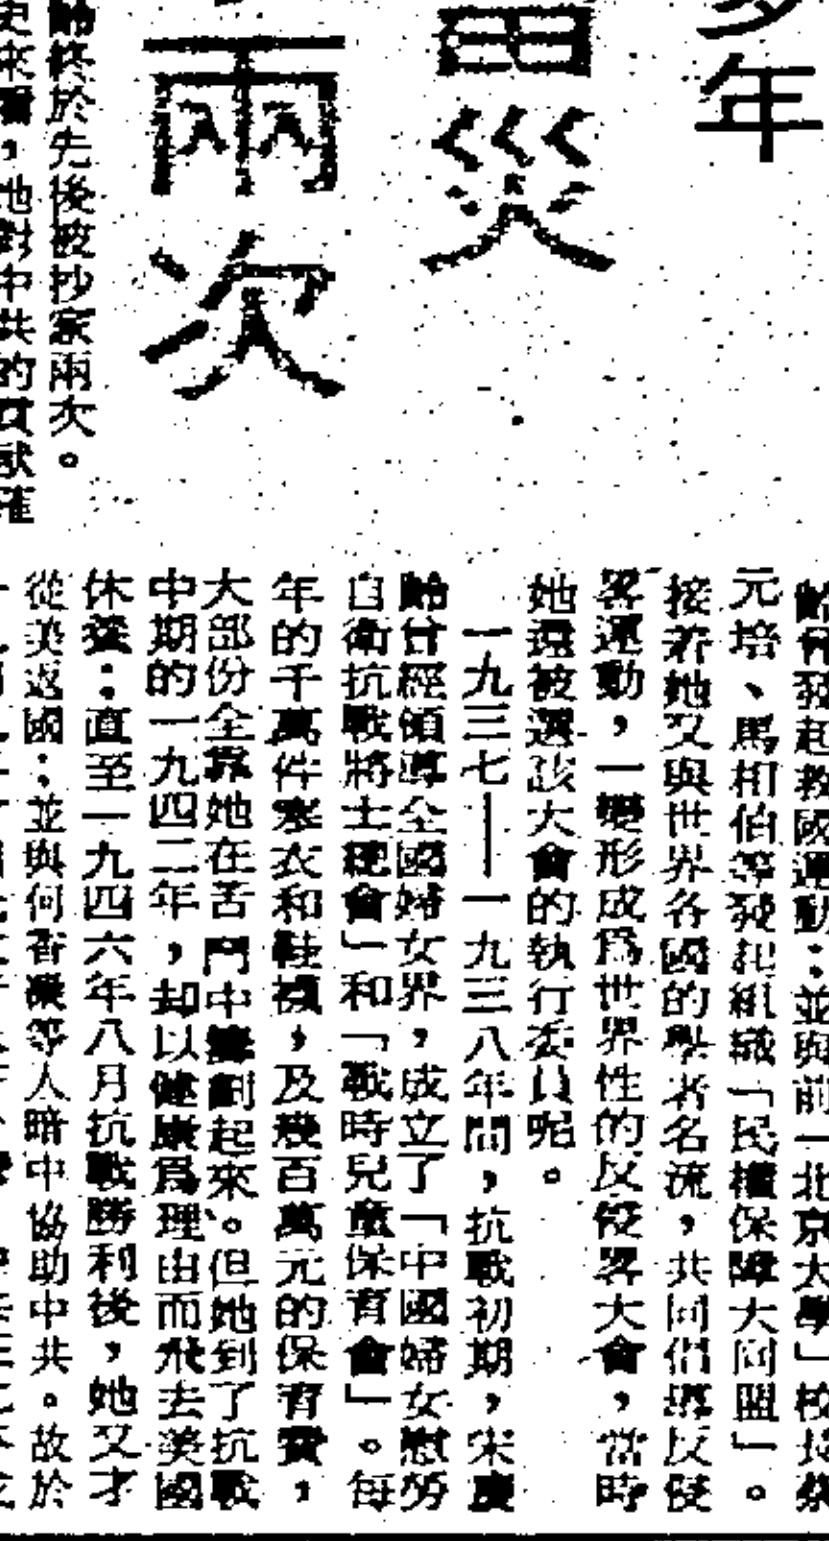 多年
災
兩次
齡終於先後被抄家兩次。
史來看，她對中共的貢献確
齡曾發起救國運動；並與前「北京大學」校長蔡
元培、馬相伯等發起組織「民權保障大同盟」。
接着她又與世界各國的學者名流，共同倡導反侵
畧運動，一變形成爲世界性的反侵畧大會，當時
她還被選該大會的執行委員呢。
一九三七——一九三八年間，抗戰初期，宋慶
齡曾經領導全國婦女界，成立了「中國婦女慰勞
自衛抗戰將士總會」和「戰時兒童保育會」。每
年的千萬件寒衣和鞋襪，及幾百萬元的保育費，
大部份全靠她在苦鬥中籌劃起來。但她到了抗戰
中期的一九四二年，却以健康爲理由而飛去美國
休養；直至一九四六年八月抗戰勝利後，她又才
從美返國；並與何香凝等人暗中協助中共。故於